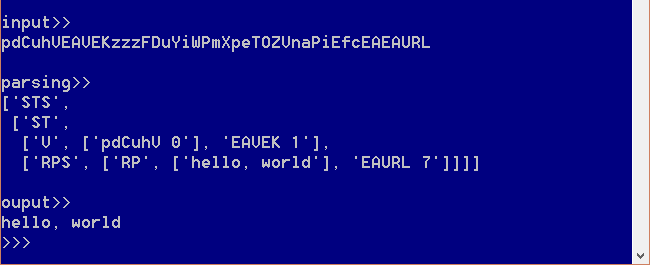 input>>
pdCuhVEAVEKzzzFDuYiWPmXpeTOZVnaPiEfcEAEAURL
parsing>>
['STS',
['ST',
['V', ['pdCuhV 0'], 'EAVEK 1'],
['RPS', ['RP', ['hello, world'], 'EAURL 7']]]]
ouput>>
hello, world
>>>